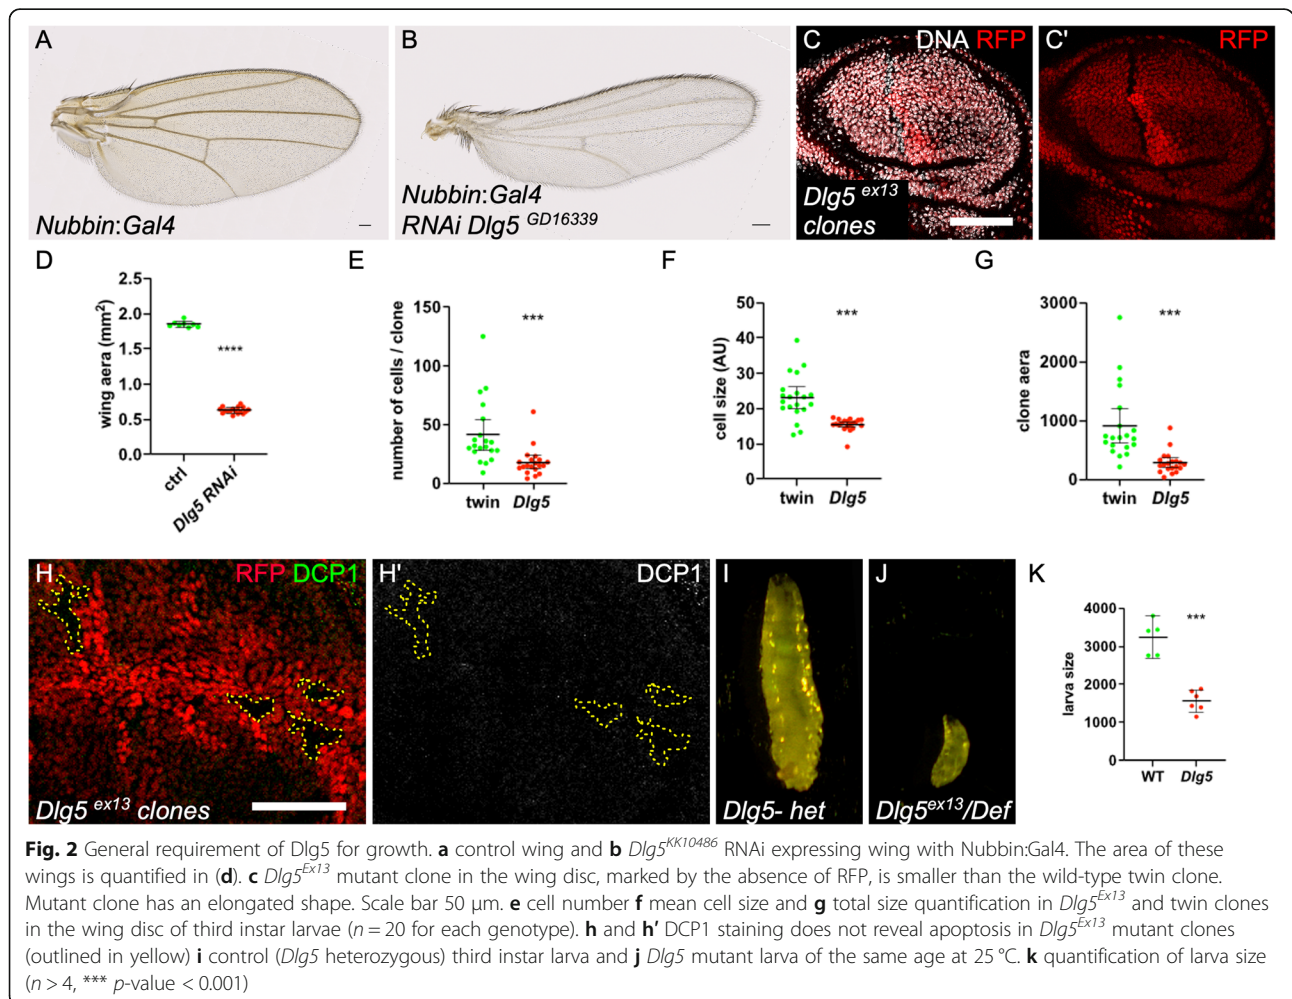 A
Nubbin:Gal4
B
Nubbin:Gal4
RNAi Dlg5 GD16339
C
DNA RFP
Dlg5 ex13
clones
C'
RFP
D
wing aera (mm2)
2.5
2.0
1.5
1.0
0.5
0.0
****
ctrl
Dlg5 RNAi
E
number of cells / clone
150
100
50
0
***
twin Dlg5
F
cell size (AU)
50
40
30
20
10
0
***
twin Dlg5
G
clone aera
3000
2000
1000
0
***
twin Dlg5
H
RFP DCP1
Dlg5 ex13 clones
H'
DCP1
I
Dlg5- het
J
Dlg5ex13/Def
K
larva size
4000
3000
2000
1000
0
***
WT Dlg5
Fig. 2 General requirement of Dlg5 for growth. a control wing and b Dlg5KK10486 RNAi expressing wing with Nubbin:Gal4. The area of these
wings is quantified in (d). c Dlg5Ex13 mutant clone in the wing disc, marked by the absence of RFP, is smaller than the wild-type twin clone.
Mutant clone has an elongated shape. Scale bar 50 μm. e cell number f mean cell size and g total size quantification in Dlg5Ex13 and twin clones
in the wing disc of third instar larvae (n = 20 for each genotype). h and h′ DCP1 staining does not reveal apoptosis in Dlg5Ex13 mutant clones
(outlined in yellow) i control (Dlg5 heterozygous) third instar larva and j Dlg5 mutant larva of the same age at 25 °C. k quantification of larva size
(n > 4, *** p-value < 0.001)